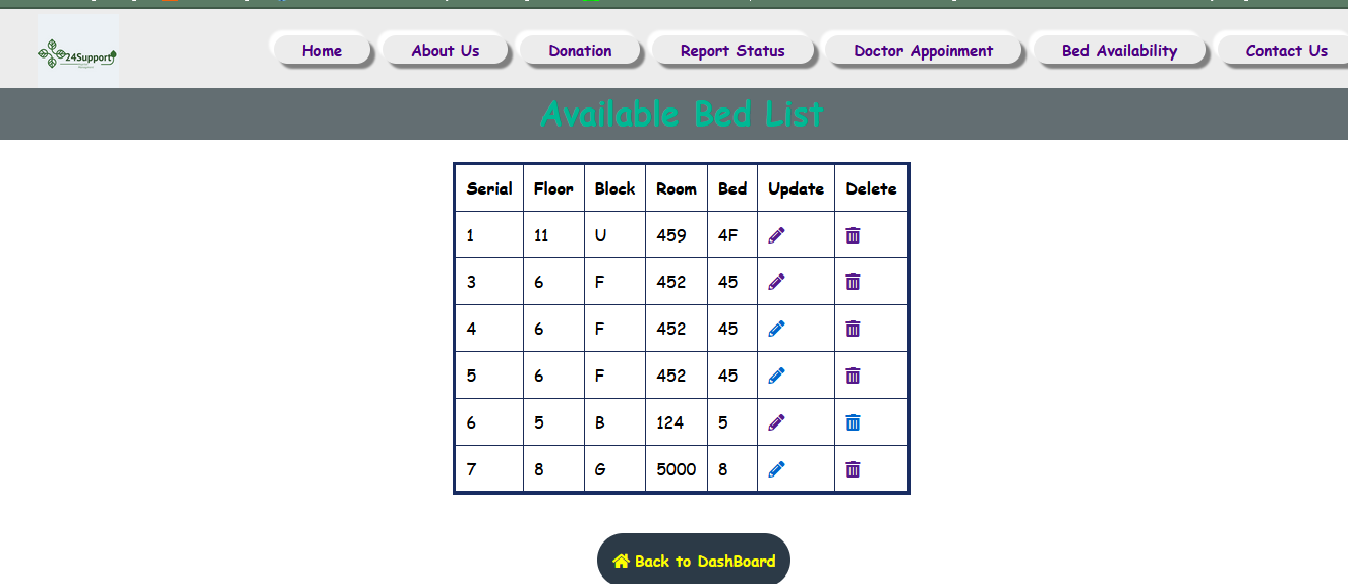 24Support
Home About Us Donation Report Status Doctor Appoinment Bed Availability Contact Us
Available Bed List
Serial Floor Block Room Bed Update Delete
1 11 U 459 4F
3 6 F 452 45
4 6 F 452 45
5 6 F 452 45
6 5 B 124 5
7 8 G 5000 8
Back to DashBoard